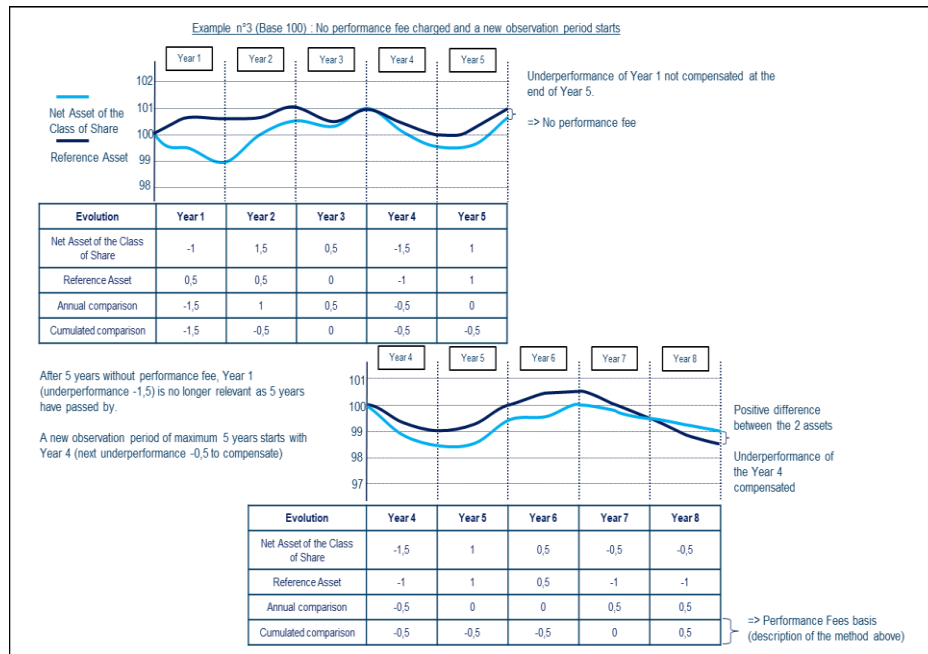 Example n°3 (Base 100) : No performance fee charged and a new observation period starts
Year 1 Year 2 Year 3 Year 4 Year 5
102
101
100
99
98
Net Asset of the
Class of Share
Reference Asset
Underperformance of Year 1 not compensated at the
end of Year 5.
=> No performance fee
Evolution Year 1 Year 2 Year 3 Year 4 Year 5
Net Asset of the Class
of Share -1 1,5 0,5 -1,5 1
Reference Asset 0,5 0,5 0 -1 1
Annual comparison -1,5 1 0,5 -0,5 0
Cumulated comparison -1,5 -0,5 0 -0,5 -0,5
After 5 years without performance fee, Year 1
(underperformance -1,5) is no longer relevant as 5 years
have passed by.
A new observation period of maximum 5 years starts with
Year 4 (next underperformance -0,5 to compensate)
Year 4 Year 5 Year 6 Year 7 Year 8
101
100
99
98
97
Positive difference
between the 2 assets
Underperformance of
the Year 4
compensated
Evolution Year 4 Year 5 Year 6 Year 7 Year 8
Net Asset of the Class
of Share -1,5 1 0,5 -0,5 -0,5
Reference Asset -1 1 0,5 -1 -1
Annual comparison -0,5 0 0 0,5 0,5
Cumulated comparison -0,5 -0,5 -0,5 0 0,5
=> Performance Fees basis
(description of the method above)